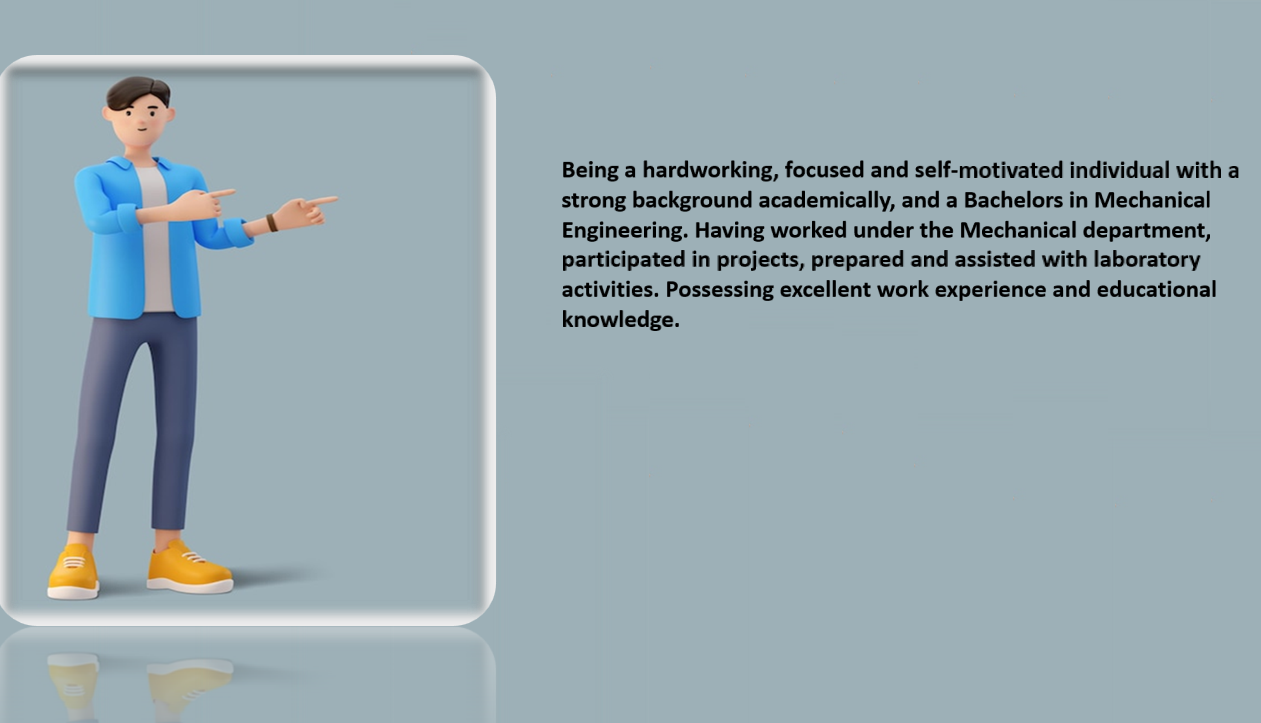 Being a hardworking, focused and self-motivated individual with a
strong background academically, and a Bachelors in Mechanical
Engineering. Having worked under the Mechanical department,
participated in projects, prepared and assisted with laboratory
activities. Possessing excellent work experience and educational
knowledge.